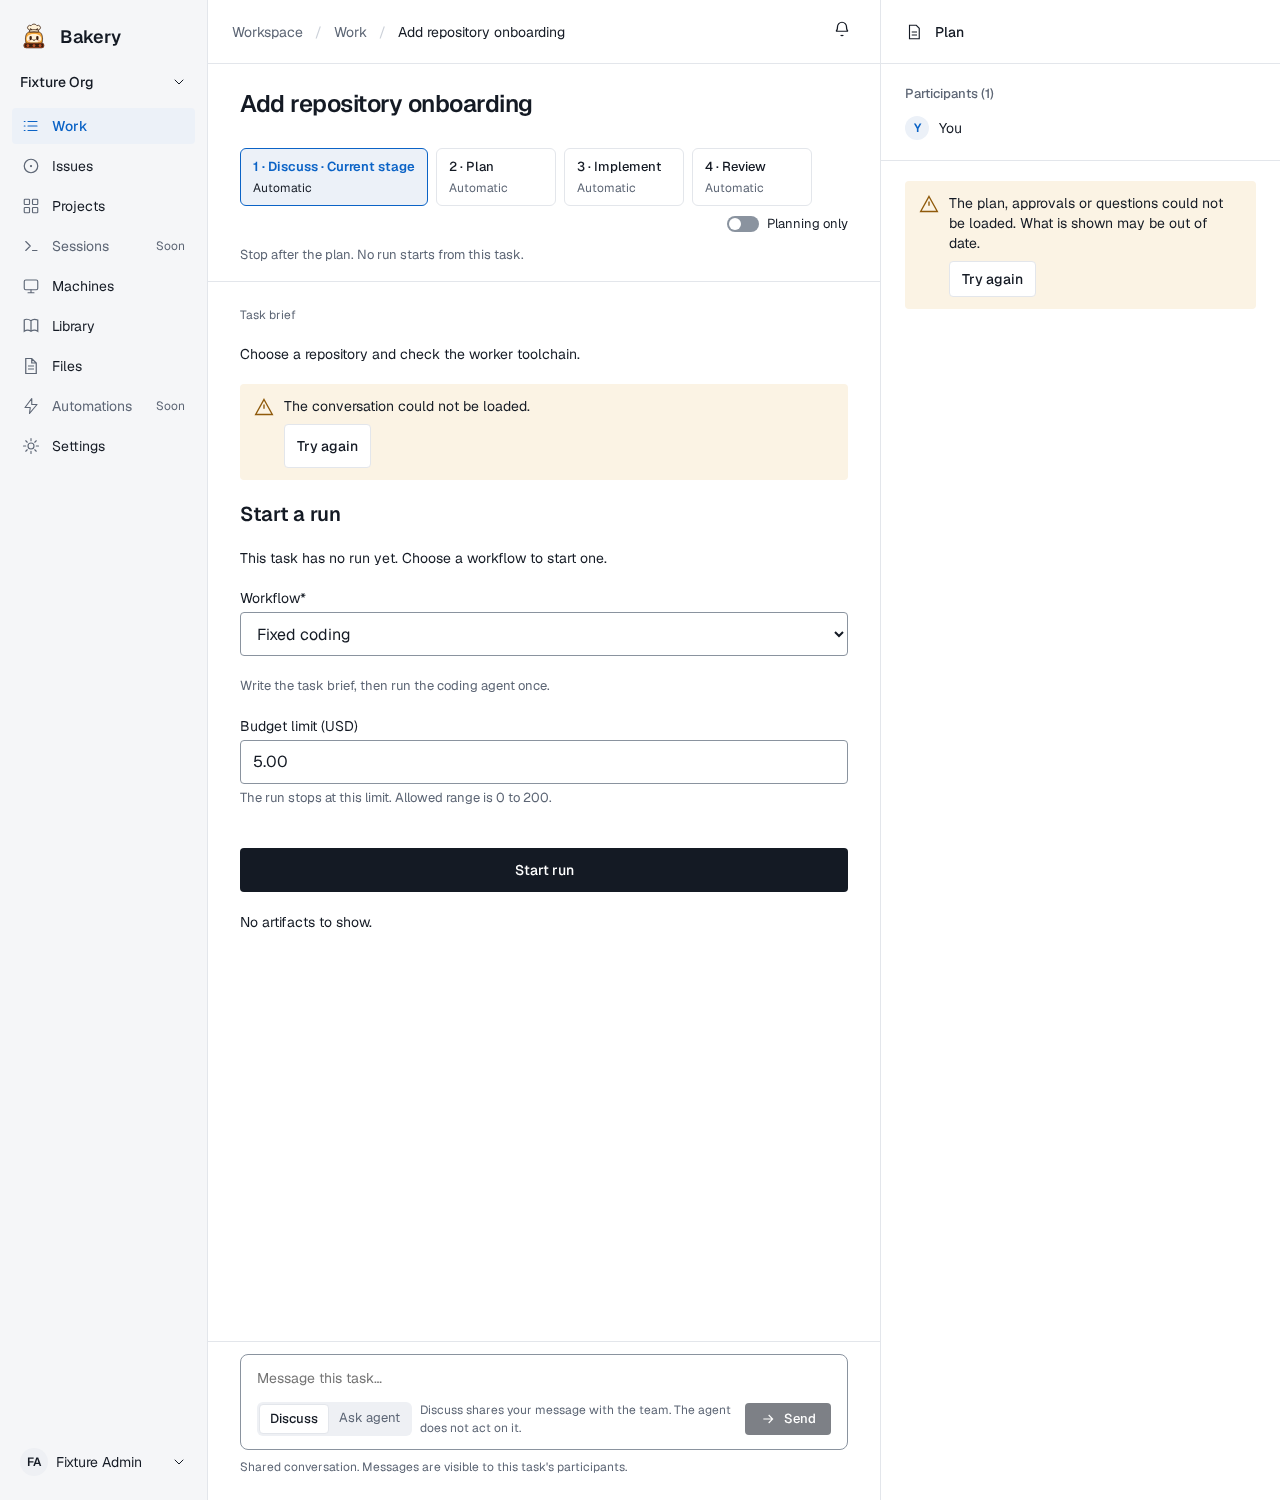 Bakery
Fixture Org
Work
Issues
Projects
Sessions Soon
Machines
Library
Files
Automations Soon
Settings
FA Fixture Admin
Workspace / Work / Add repository onboarding
Add repository onboarding
1 · Discuss · Current stage
Automatic
2 · Plan
Automatic
3 · Implement
Automatic
4 · Review
Automatic
Planning only
Stop after the plan. No run starts from this task.
Task brief
Choose a repository and check the worker toolchain.
The conversation could not be loaded.
Try again
Start a run
This task has no run yet. Choose a workflow to start one.
Workflow*
Fixed coding
Write the task brief, then run the coding agent once.
Budget limit (USD)
5.00
The run stops at this limit. Allowed range is 0 to 200.
Start run
No artifacts to show.
Message this task...
Discuss Ask agent
Discuss shares your message with the team. The agent
does not act on it.
Send
Shared conversation. Messages are visible to this task's participants.
Plan
Participants (1)
Y You
The plan, approvals or questions could not
be loaded. What is shown may be out of
date.
Try again